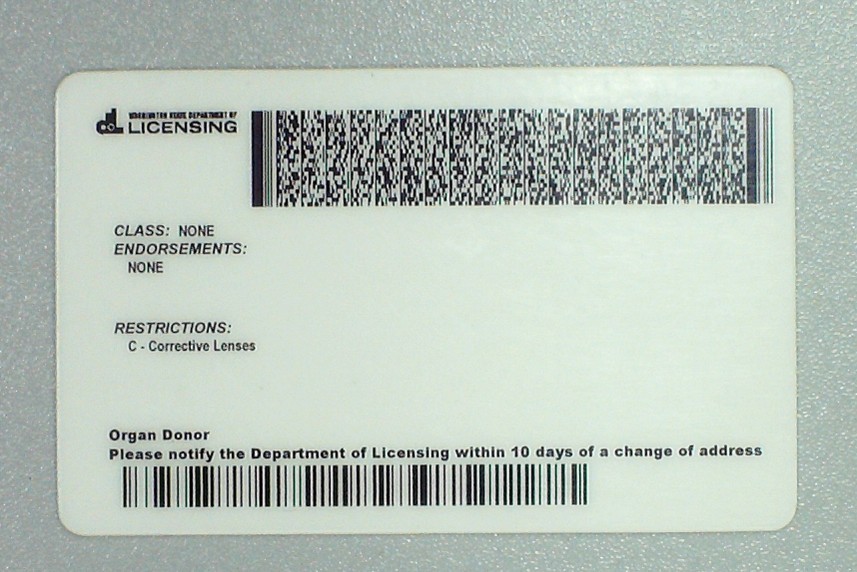 WASHINGTON STATE DEPARTMENT OF
LICENSING
CLASS: NONE
ENDORSEMENTS:
NONE
RESTRICTIONS:
C - Corrective Lenses
Organ Donor
Please notify the Department of Licensing within 10 days of a change of address